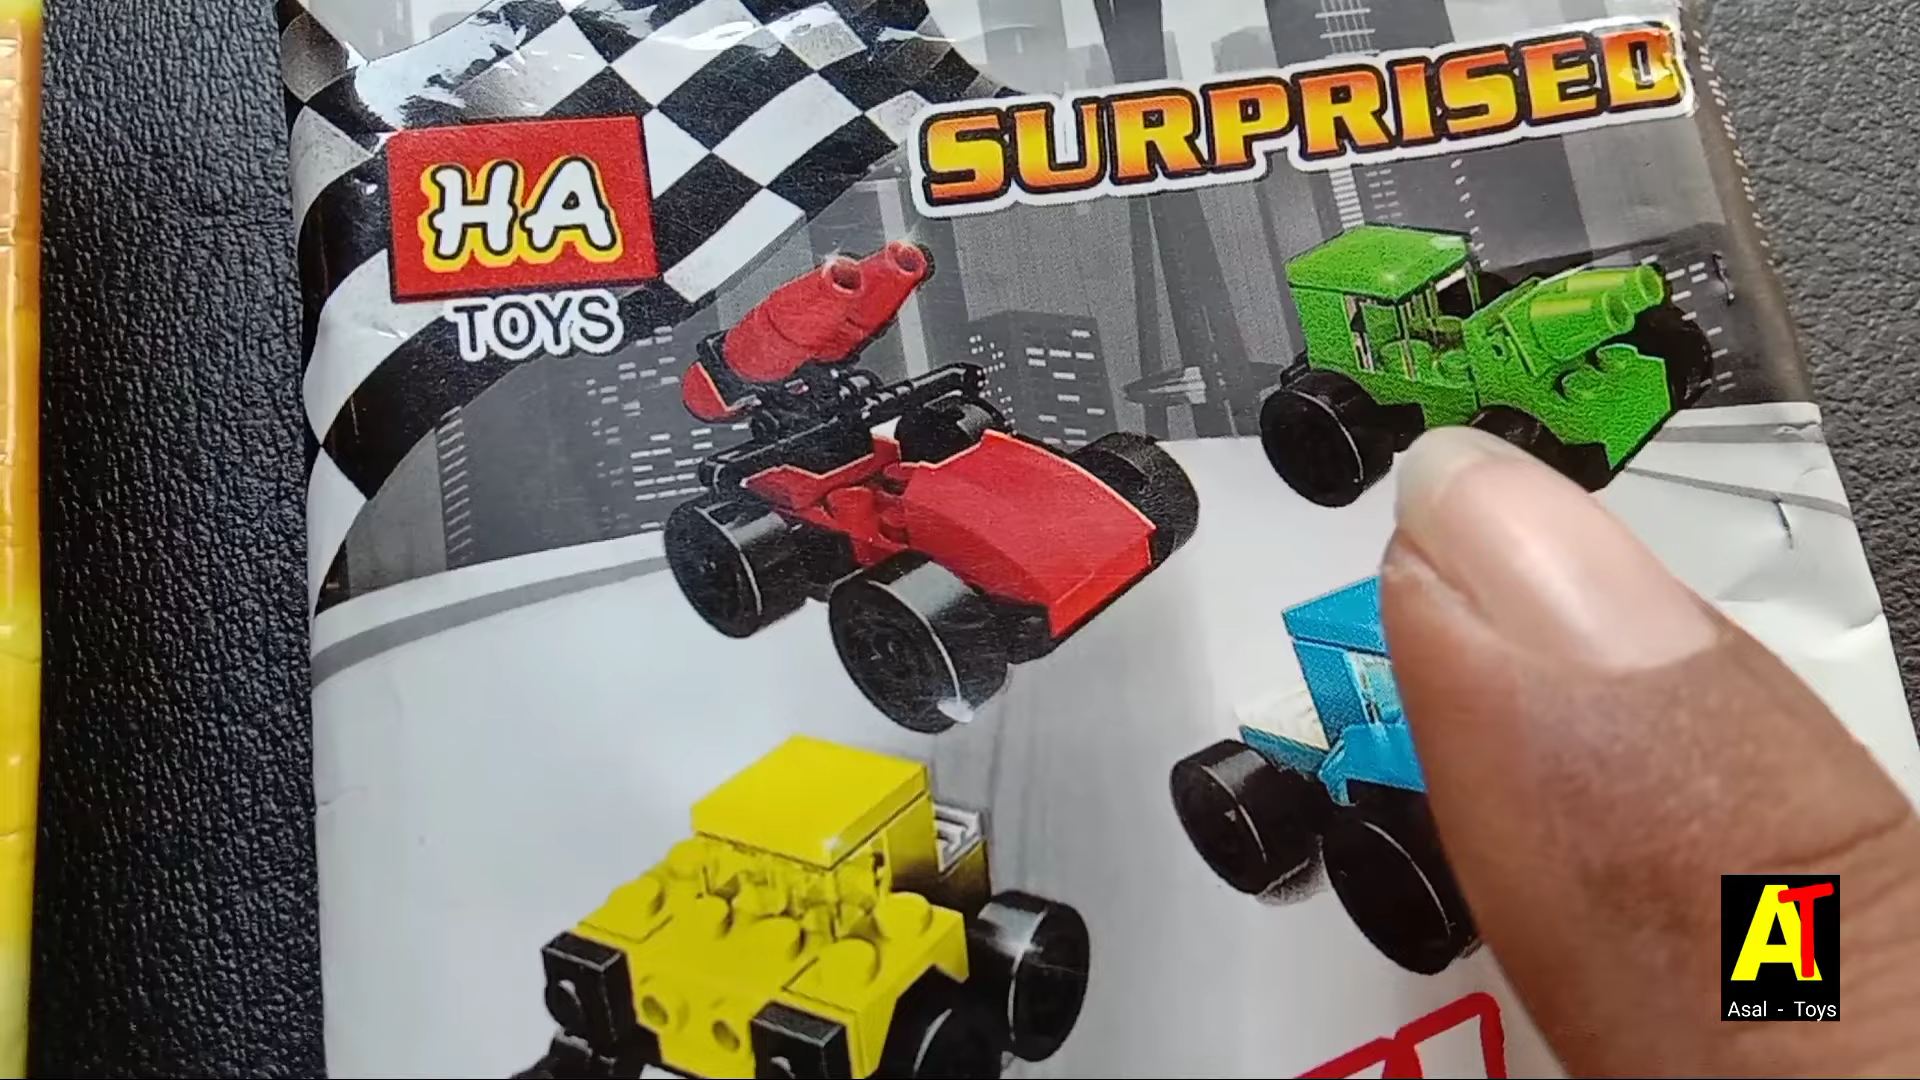 SURPRISED
HA
TOYS
AT
Asal - Toys